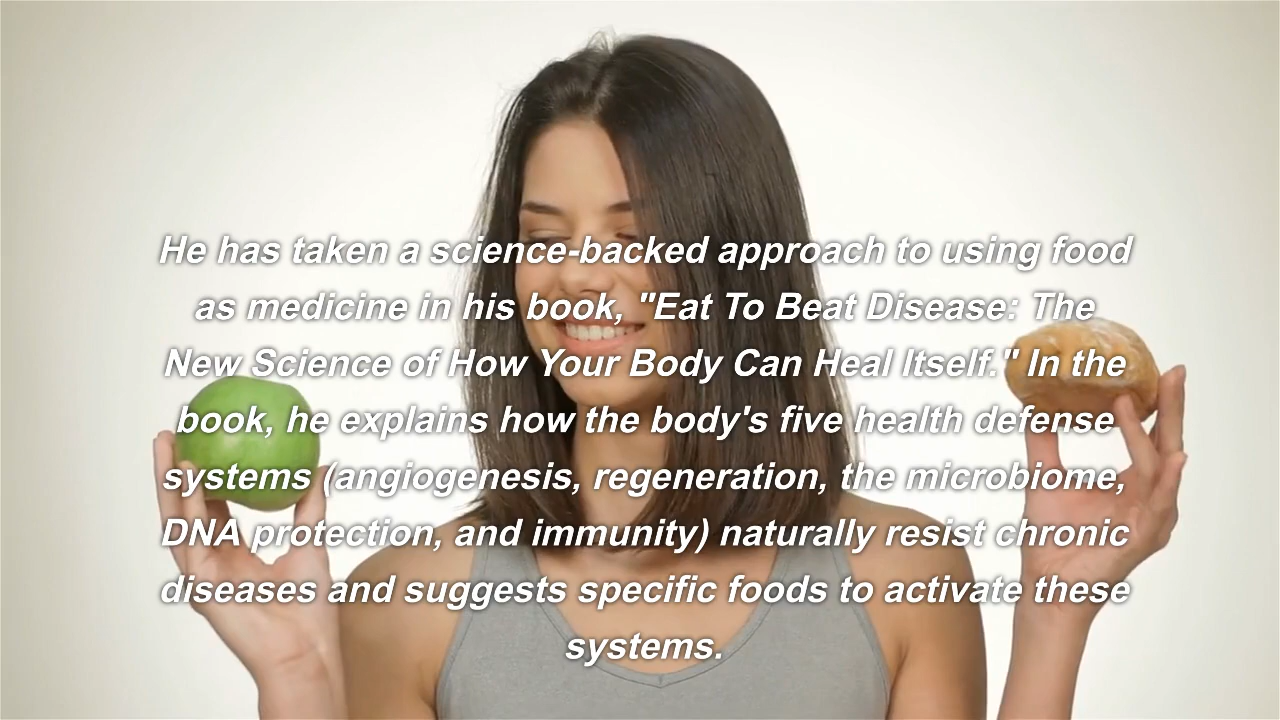 He has taken a science-backed approach to using food
as medicine in his book, "Eat To Beat Disease: The
New Science of How Your Body Can Heal Itself." In the
book, he explains how the body's five health defense
systems (angiogenesis, regeneration, the microbiome,
DNA protection, and immunity) naturally resist chronic
diseases and suggests specific foods to activate these
systems.